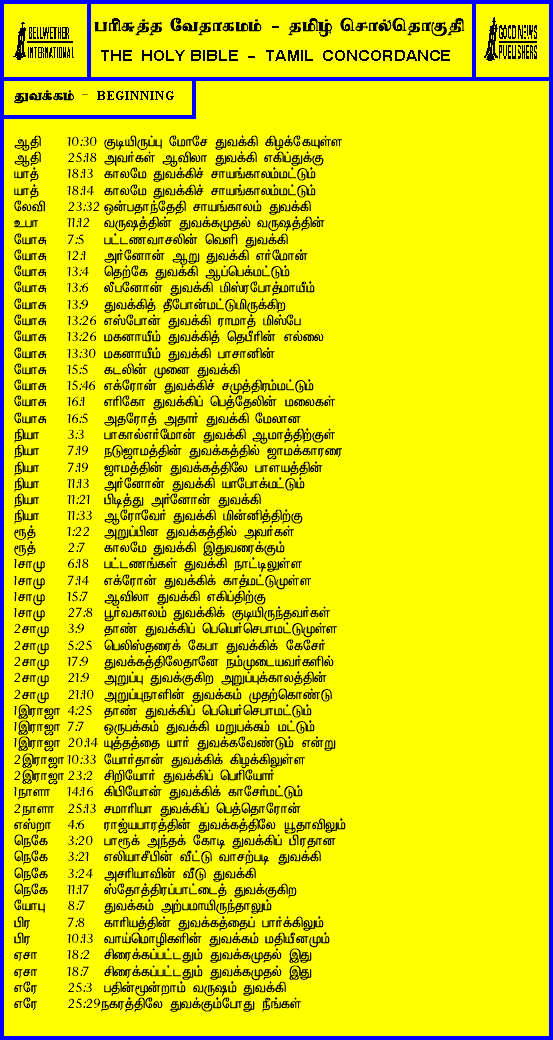 BELLWETHER
INTERNATIONAL
பரிசுத்த வேதாகமம் - தமிழ் சொல்தொகுதி
THE HOLY BIBLE - TAMIL CONCORDANCE
GOOD NEWS
PUBLISHERS
துவக்கம் - BEGINNING
ஆதி 10:30 குடியிருப்பு மோசே துவக்கி கிழக்கேயுள்ள
ஆதி 25:18 அவர்கள் ஆவிலா துவக்கி எகிப்துக்கு
யாத் 18:13 காலமே துவக்கிச் சாயங்காலம்மட்டும்
யாத் 18:14 காலமே துவக்கிச் சாயங்காலம்மட்டும்
லேவி 23:32 ஒன்பதாந்தேதி சாயங்காலம் துவக்கி
உபா 11:12 வருஷத்தின் துவக்கமுதல் வருஷத்தின்
யோசு 7:5 பட்டணவாசலின் வெளி துவக்கி
யோசு 12:1 அர்னோன் ஆறு துவக்கி எர்மோன்
யோசு 13:4 தெற்கே துவக்கி ஆப்பெக்மட்டும்
யோசு 13:6 லீபனோன் துவக்கி மிஸ்ரபோத்மாயீம்
யோசு 13:9 துவக்கித் தீபோன்மட்டுமிருக்கிற
யோசு 13:26 எஸ்போன் துவக்கி ராமாத் மிஸ்பே
யோசு 13:26 மகனாயீம் துவக்கித் தெபீரின் எல்லை
யோசு 13:30 மகனாயீம் துவக்கி பாசானின்
யோசு 15:5 கடலின் முனை துவக்கி
யோசு 15:46 எக்ரோன் துவக்கிச் சமுத்திரம்மட்டும்
யோசு 16:1 எரிகோ துவக்கிப் பெத்தேலின் மலைகள்
யோசு 16:5 அதரோத் அதார் துவக்கி மேலான
நியா 3:3 பாகால்எர்மோன் துவக்கி ஆமாத்திற்குள்
நியா 7:19 நடுஜாமத்தின் துவக்கத்தில் ஜாமக்காரரை
நியா 7:19 ஜாமத்தின் துவக்கத்திலே பாளயத்தின்
நியா 11:13 அர்னோன் துவக்கி யாபோக்மட்டும்
நியா 11:21 பிடித்து அர்னோன் துவக்கி
நியா 11:33 ஆரோவேர் துவக்கி மின்னித்திற்கு
ரூத் 1:22 அறுப்பின துவக்கத்தில் அவர்கள்
ரூத் 2:7 காலமே துவக்கி இதுவரைக்கும்
1சாமு 6:18 பட்டணங்கள் துவக்கி நாட்டிலுள்ள
1சாமு 7:14 எக்ரோன் துவக்கிக் காத்மட்டுமுள்ள
1சாமு 15:7 ஆவிலா துவக்கி எகிப்திற்கு
1சாமு 27:8 பூர்வகாலம் துவக்கிக் குடியிருந்தவர்கள்
2சாமு 3:9 தாண் துவக்கிப் பெயெர்செபாமட்டுமுள்ள
2சாமு 5:25 பெலிஸ்தரைக் கேபா துவக்கிக் கேசேர்
2சாமு 17:9 துவக்கத்திலேதானே நம்முடையவர்களில்
2சாமு 21:9 அறுப்பு துவக்குகிற அறுப்புக்காலத்தின்
2சாமு 21:10 அறுப்புநாளின் துவக்கம் முதற்கொண்டு
1இராஜா 4:25 தாண் துவக்கிப் பெயெர்செபாமட்டும்
1இராஜா 7:7 ஒருபக்கம் துவக்கி மறுபக்கம் மட்டும்
1இராஜா 20:14 யுத்தத்தை யார் துவக்கவேண்டும் என்று
2இராஜா 10:33 யோர்தான் துவக்கிக் கிழக்கிலுள்ள
2இராஜா 23:2 சிறியோர் துவக்கிப் பெரியோர்
1நாளா 14:16 கிபியோன் துவக்கிக் காசேர்மட்டும்
2நாளா 25:13 சமாரியா துவக்கிப் பெத்தொரோன்
எஸ்றா 4:6 ராஜ்யபாரத்தின் துவக்கத்திலே யூதாவிலும்
நெகே 3:20 பாரூக் அந்தக் கோடி துவக்கிப் பிரதான
நெகே 3:21 எலியாசீபின் வீட்டு வாசற்படி துவக்கி
நெகே 3:24 அசரியாவின் வீடு துவக்கி
நெகே 11:17 ஸ்தோத்திரப்பாட்டைத் துவக்குகிற
யோபு 8:7 துவக்கம் அற்பமாயிருந்தாலும்
பிர 7:8 காரியத்தின் துவக்கத்தைப் பார்க்கிலும்
பிர 10:13 வாய்மொழிகளின் துவக்கம் மதியீனமும்
ஏசா 18:2 சிரைக்கப்பட்டதும் துவக்கமுதல் இது
ஏசா 18:7 சிரைக்கப்பட்டதும் துவக்கமுதல் இது
எரே 25:3 பதின்மூன்றாம் வருஷம் துவக்கி
எரே 25:29 நகரத்திலே துவக்கும்போது நீங்கள்